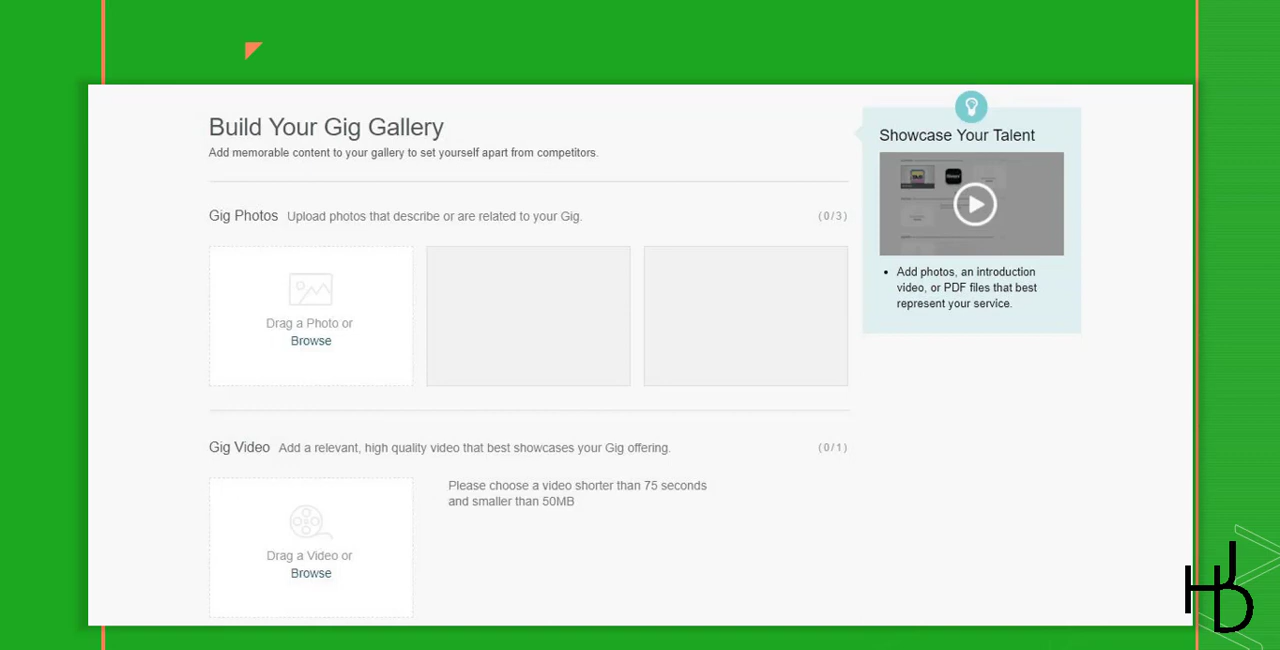 Build Your Gig Gallery
Add memorable content to your gallery to set yourself apart from competitors.
Gig Photos Upload photos that describe or are related to your Gig. (0/3)
Drag a Photo or
Browse
Gig Video Add a relevant, high quality video that best showcases your Gig offering. (0/1)
Please choose a video shorter than 75 seconds
and smaller than 50MB
Drag a Video or
Browse
Showcase Your Talent
• Add photos, an introduction
video, or PDF files that best
represent your service.